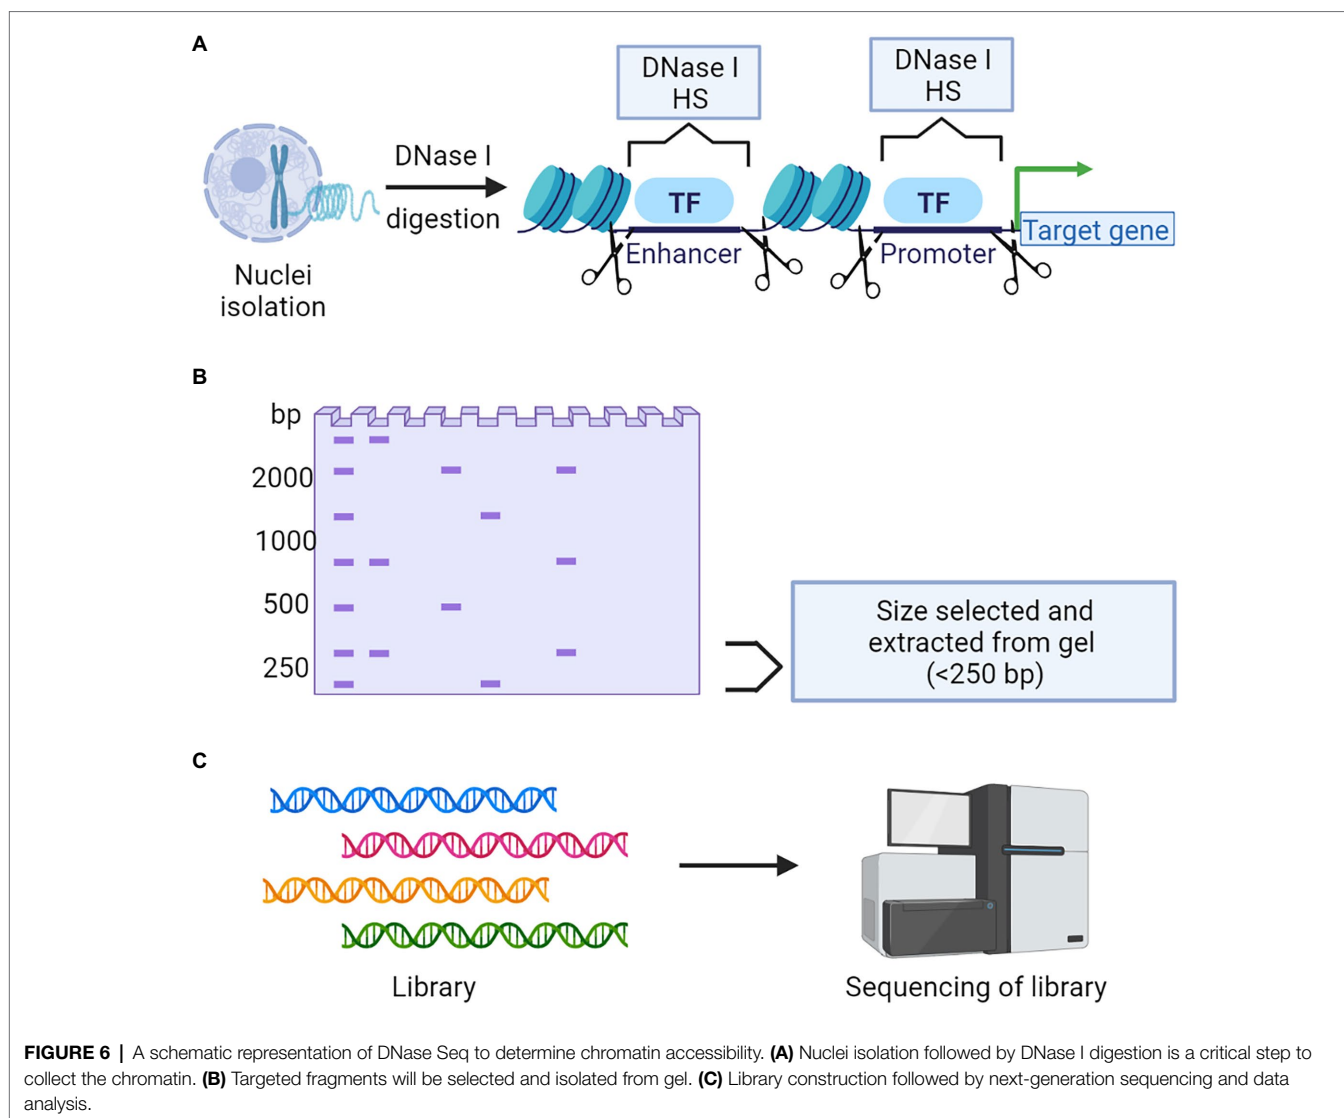 A
DNase I
HS
DNase I
HS
DNase I
digestion
TF
TF
Enhancer
Promoter
Target gene
Nuclei
isolation
B
bp
2000
1000
500
250
Size selected and
extracted from gel
(<250 bp)
C
Library
Sequencing of library
FIGURE 6 | A schematic representation of DNase Seq to determine chromatin accessibility. (A) Nuclei isolation followed by DNase I digestion is a critical step to
collect the chromatin. (B) Targeted fragments will be selected and isolated from gel. (C) Library construction followed by next-generation sequencing and data
analysis.